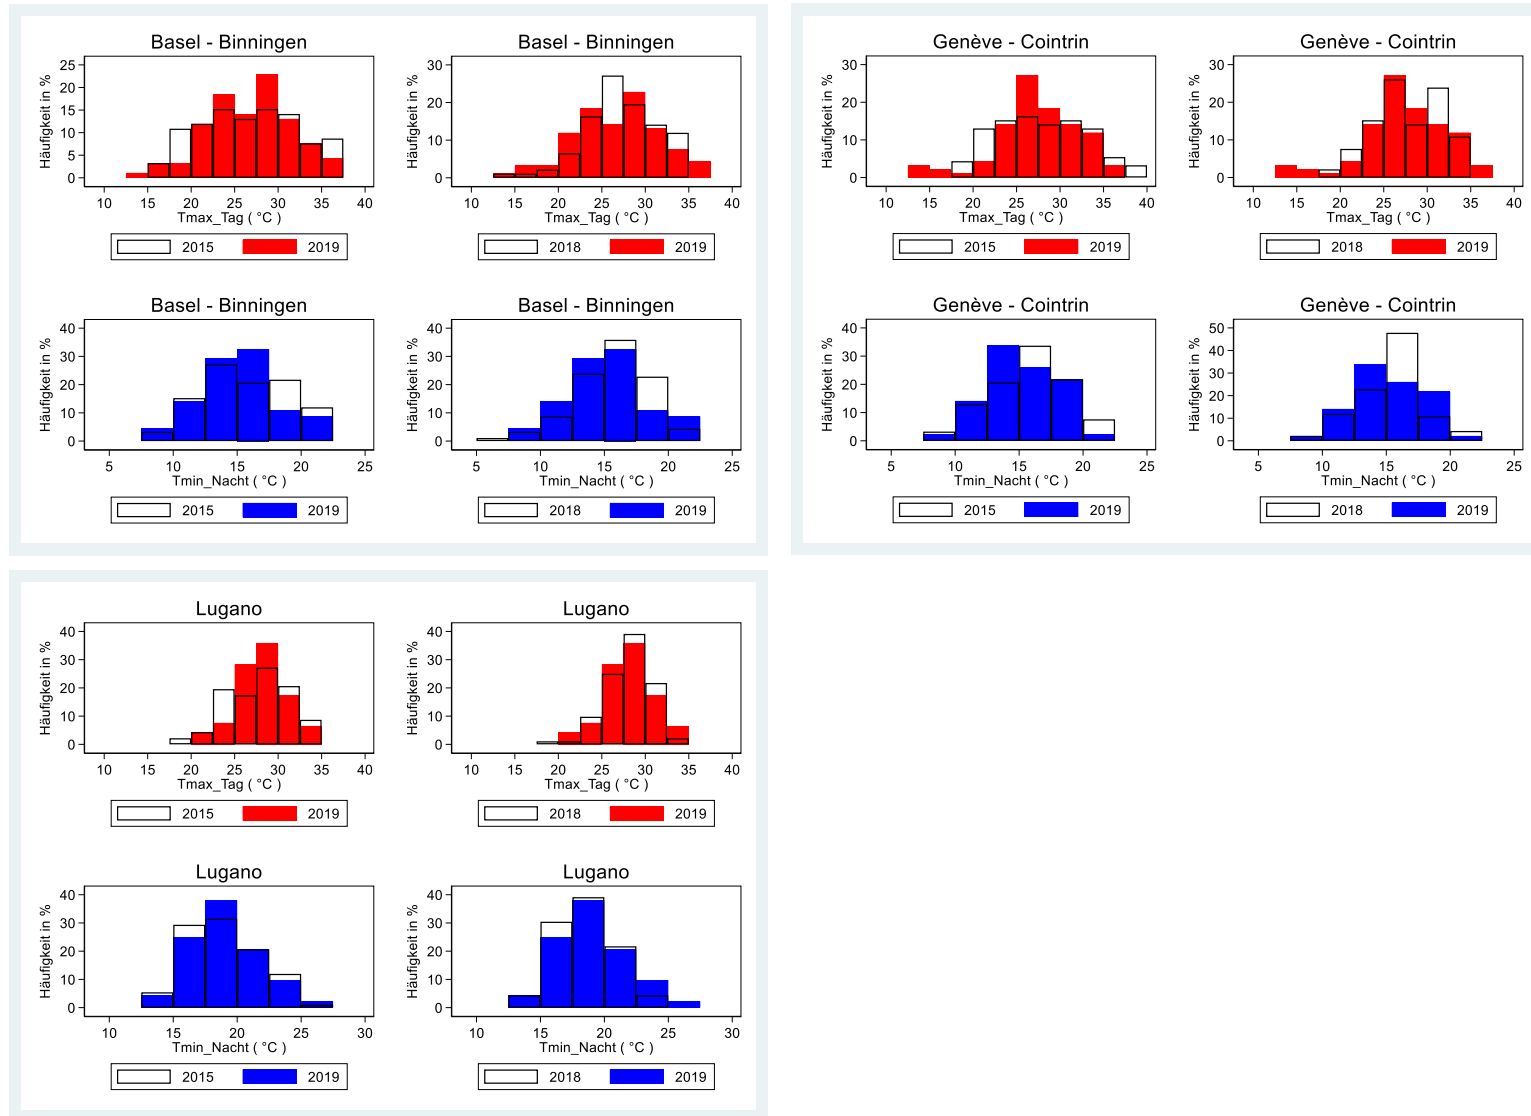 Basel - Binningen
Häufigkeit in %
25
20
15
10
5
0
10 15 20 25 30 35 40
Tmax_Tag ( °C )
2015 2019
Basel - Binningen
Häufigkeit in %
30
20
10
0
10 15 20 25 30 35 40
Tmax_Tag ( °C )
2018 2019
Basel - Binningen
Häufigkeit in %
40
30
20
10
0
5 10 15 20 25
Tmin_Nacht ( °C )
2015 2019
Basel - Binningen
Häufigkeit in %
40
30
20
10
0
5 10 15 20 25
Tmin_Nacht ( °C )
2018 2019
Genève - Cointrin
Häufigkeit in %
30
20
10
0
10 15 20 25 30 35 40
Tmax_Tag ( °C )
2015 2019
Genève - Cointrin
Häufigkeit in %
30
20
10
0
10 15 20 25 30 35 40
Tmax_Tag ( °C )
2018 2019
Genève - Cointrin
Häufigkeit in %
40
30
20
10
0
5 10 15 20 25
Tmin_Nacht ( °C )
2015 2019
Genève - Cointrin
Häufigkeit in %
50
40
30
20
10
0
5 10 15 20 25
Tmin_Nacht ( °C )
2018 2019
Lugano
Häufigkeit in %
40
30
20
10
0
10 15 20 25 30 35 40
Tmax_Tag ( °C )
2015 2019
Lugano
Häufigkeit in %
40
30
20
10
0
10 15 20 25 30 35 40
Tmax_Tag ( °C )
2018 2019
Lugano
Häufigkeit in %
40
30
20
10
0
10 15 20 25 30
Tmin_Nacht ( °C )
2015 2019
Lugano
Häufigkeit in %
40
30
20
10
0
10 15 20 25 30
Tmin_Nacht ( °C )
2018 2019